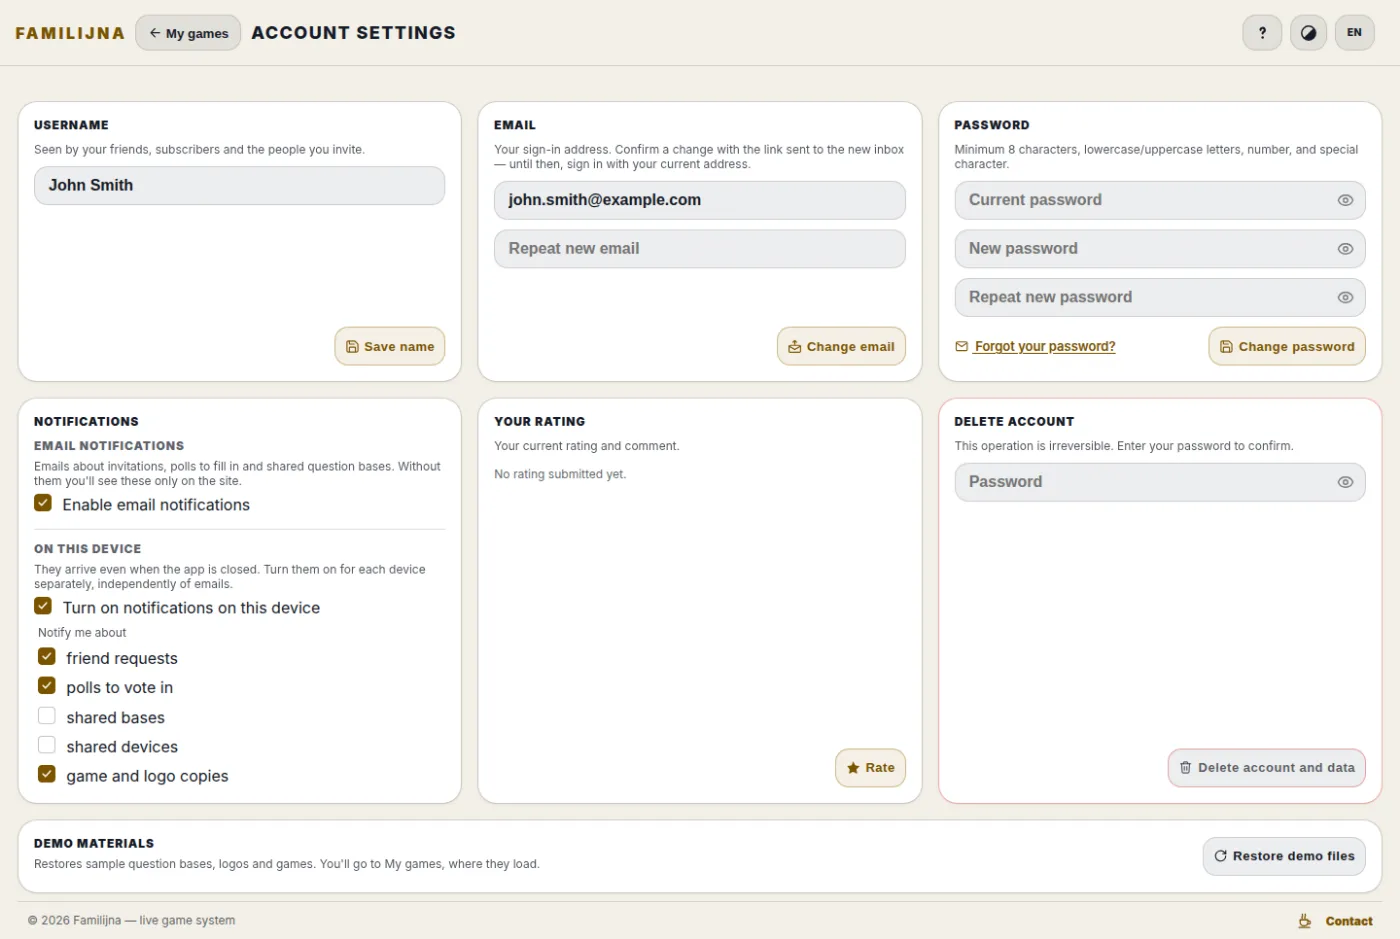 FAMILIJNA
My games
ACCOUNT SETTINGS
?
EN
USERNAME
Seen by your friends, subscribers and the people you invite.
John Smith
Save name
EMAIL
Your sign-in address. Confirm a change with the link sent to the new inbox
— until then, sign in with your current address.
john.smith@example.com
Repeat new email
Change email
PASSWORD
Minimum 8 characters, lowercase/uppercase letters, number, and special
character.
Current password
New password
Repeat new password
Forgot your password?
Change password
NOTIFICATIONS
EMAIL NOTIFICATIONS
Emails about invitations, polls to fill in and shared question bases. Without
them you'll see these only on the site.
Enable email notifications
ON THIS DEVICE
They arrive even when the app is closed. Turn them on for each device
separately, independently of emails.
Turn on notifications on this device
Notify me about
friend requests
polls to vote in
shared bases
shared devices
game and logo copies
YOUR RATING
Your current rating and comment.
No rating submitted yet.
Rate
DELETE ACCOUNT
This operation is irreversible. Enter your password to confirm.
Password
Delete account and data
DEMO MATERIALS
Restores sample question bases, logos and games. You'll go to My games, where they load.
Restore demo files
© 2026 Familijna — live game system
Contact